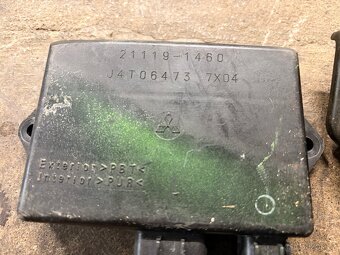 21119-1460
J4T06473 7X04
Exterior>PBT<
Interior>PUR<